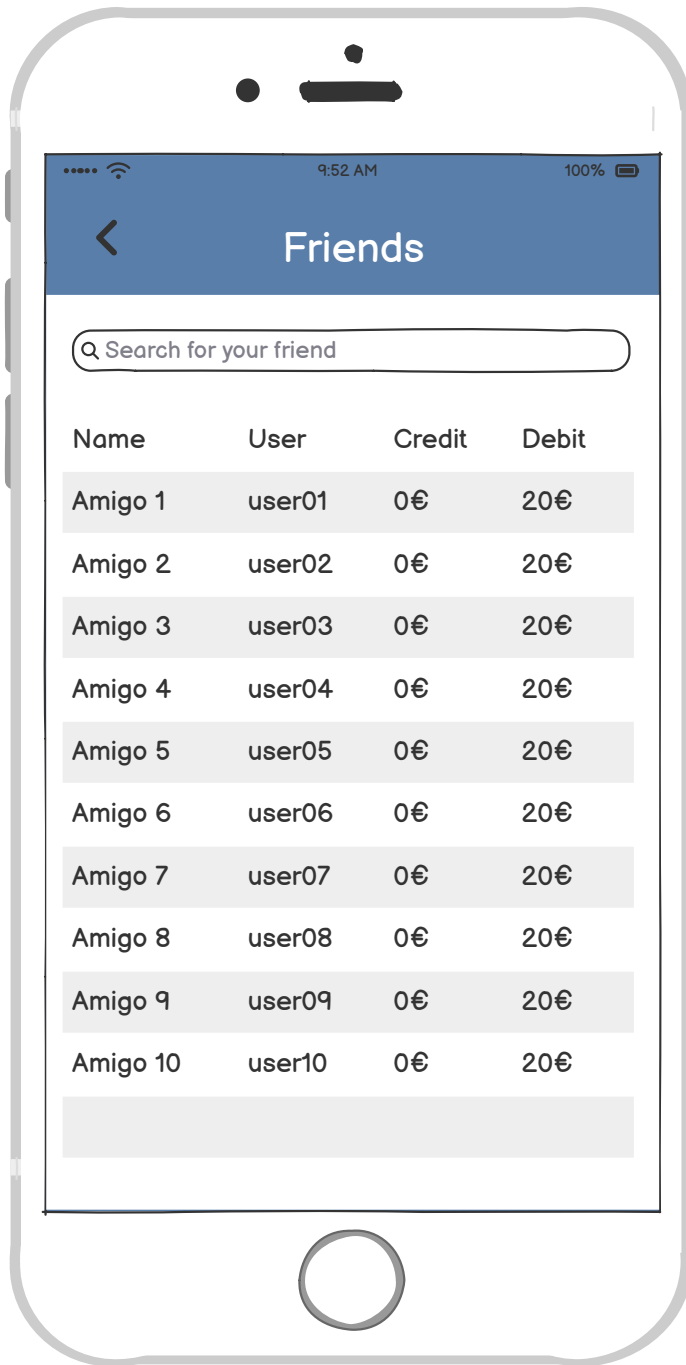 9:52 AM 100%
Friends
Search for your friend
Name User Credit Debit
Amigo 1 user01 0€ 20€
Amigo 2 user02 0€ 20€
Amigo 3 user03 0€ 20€
Amigo 4 user04 0€ 20€
Amigo 5 user05 0€ 20€
Amigo 6 user06 0€ 20€
Amigo 7 user07 0€ 20€
Amigo 8 user08 0€ 20€
Amigo 9 user09 0€ 20€
Amigo 10 user10 0€ 20€